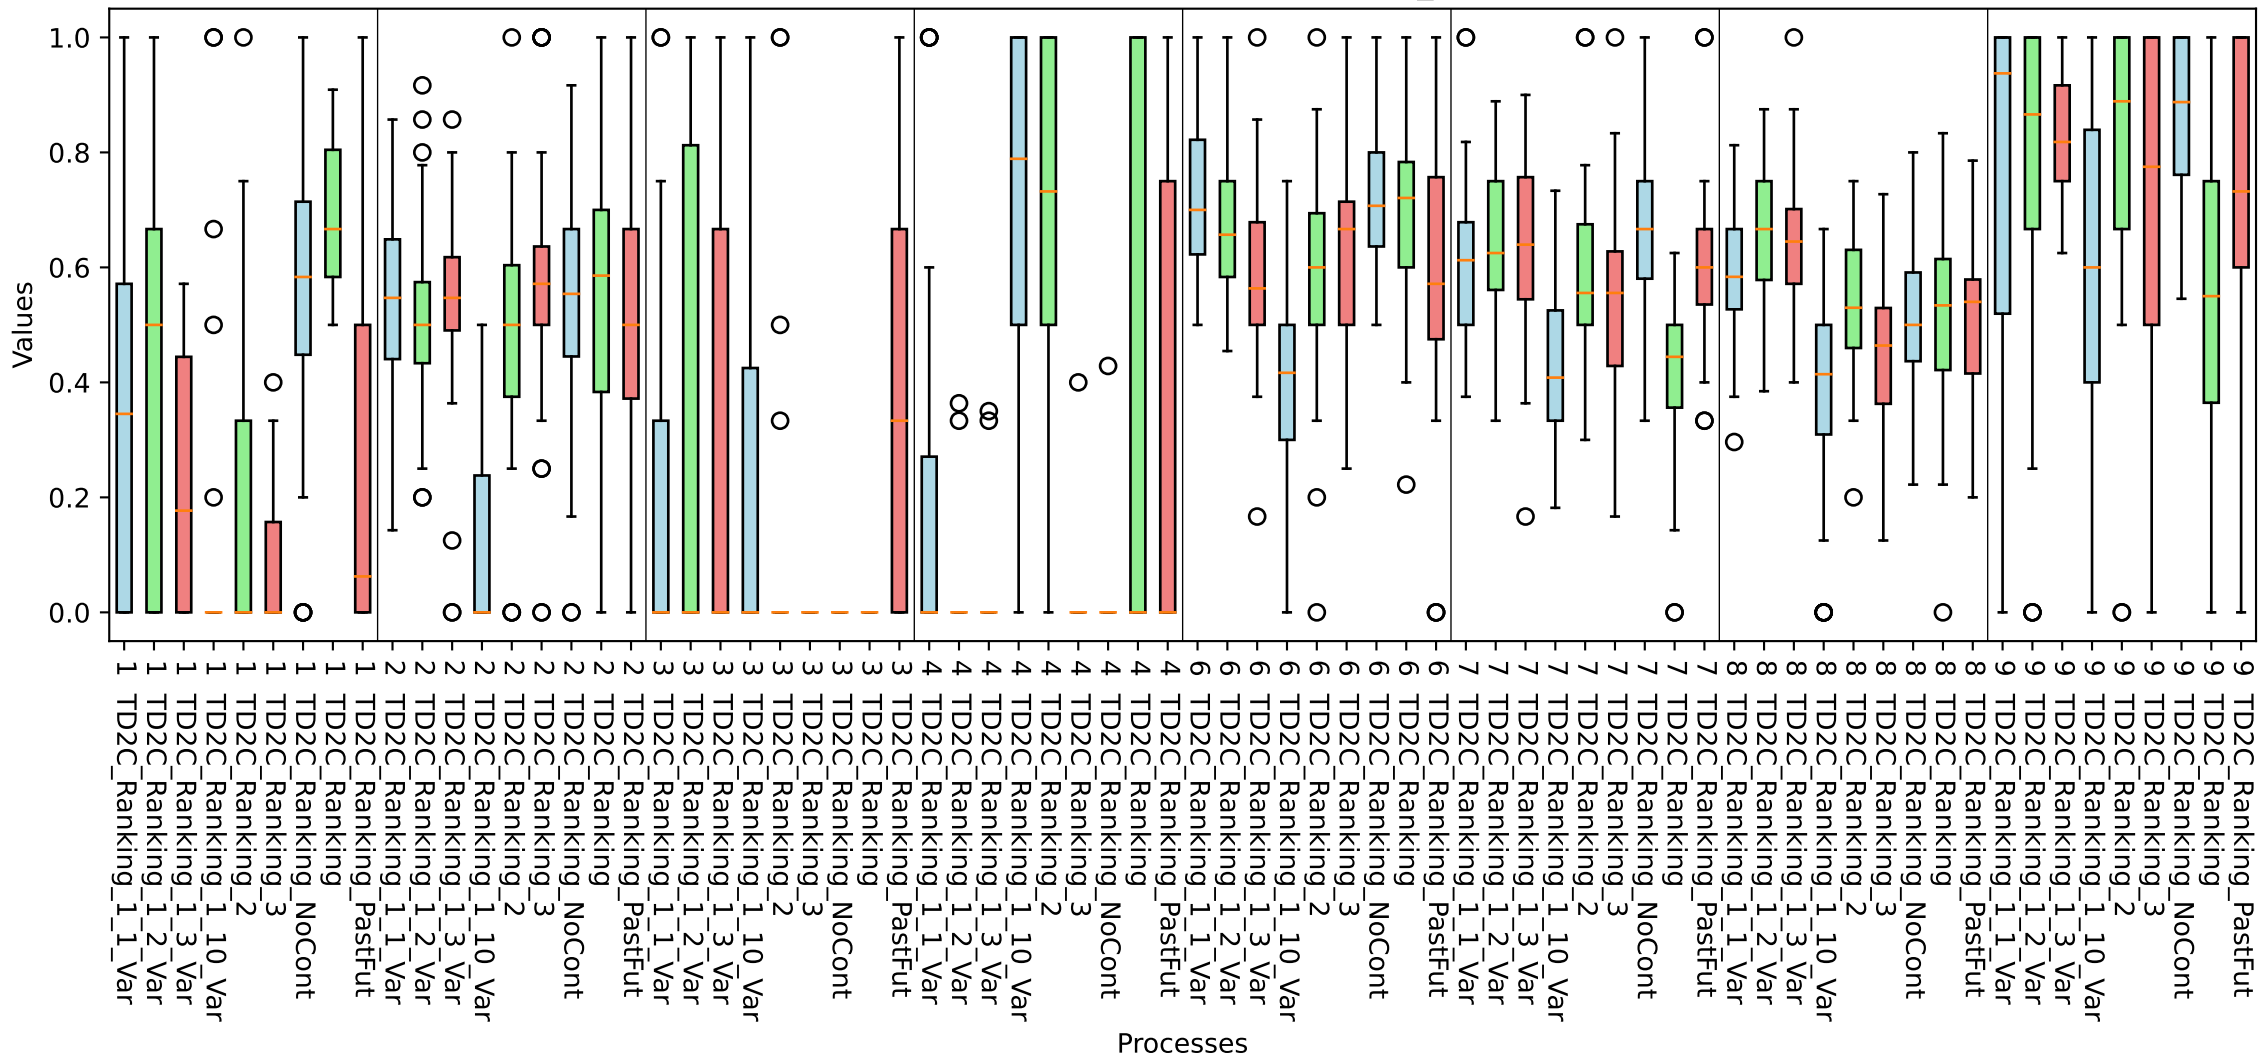 Values
1.0
0.8
0.6
0.4
0.2
0.0
1 TD2C_Ranking_1_1_Var
1 TD2C_Ranking_1_2_Var
1 TD2C_Ranking_1_3_Var
1 TD2C_Ranking_1_10_Var
1 TD2C_Ranking_2
1 TD2C_Ranking_3
1 TD2C_Ranking_NoCont
1 TD2C_Ranking
1 TD2C_Ranking_PastFut
2 TD2C_Ranking_1_1_Var
2 TD2C_Ranking_1_2_Var
2 TD2C_Ranking_1_3_Var
2 TD2C_Ranking_1_10_Var
2 TD2C_Ranking_2
2 TD2C_Ranking_3
2 TD2C_Ranking_NoCont
2 TD2C_Ranking
2 TD2C_Ranking_PastFut
3 TD2C_Ranking_1_1_Var
3 TD2C_Ranking_1_2_Var
3 TD2C_Ranking_1_3_Var
3 TD2C_Ranking_1_10_Var
3 TD2C_Ranking_2
3 TD2C_Ranking_3
3 TD2C_Ranking_NoCont
3 TD2C_Ranking
3 TD2C_Ranking_PastFut
4 TD2C_Ranking_1_1_Var
4 TD2C_Ranking_1_2_Var
4 TD2C_Ranking_1_3_Var
4 TD2C_Ranking_1_10_Var
4 TD2C_Ranking_2
4 TD2C_Ranking_3
4 TD2C_Ranking_NoCont
4 TD2C_Ranking
4 TD2C_Ranking_PastFut
6 TD2C_Ranking_1_1_Var
6 TD2C_Ranking_1_2_Var
6 TD2C_Ranking_1_3_Var
6 TD2C_Ranking_1_10_Var
6 TD2C_Ranking_2
6 TD2C_Ranking_3
6 TD2C_Ranking_NoCont
6 TD2C_Ranking
6 TD2C_Ranking_PastFut
7 TD2C_Ranking_1_1_Var
7 TD2C_Ranking_1_2_Var
7 TD2C_Ranking_1_3_Var
7 TD2C_Ranking_1_10_Var
7 TD2C_Ranking_2
7 TD2C_Ranking_3
7 TD2C_Ranking_NoCont
7 TD2C_Ranking
7 TD2C_Ranking_PastFut
8 TD2C_Ranking_1_1_Var
8 TD2C_Ranking_1_2_Var
8 TD2C_Ranking_1_3_Var
8 TD2C_Ranking_1_10_Var
8 TD2C_Ranking_2
8 TD2C_Ranking_3
8 TD2C_Ranking_NoCont
8 TD2C_Ranking
8 TD2C_Ranking_PastFut
9 TD2C_Ranking_1_1_Var
9 TD2C_Ranking_1_2_Var
9 TD2C_Ranking_1_3_Var
9 TD2C_Ranking_1_10_Var
9 TD2C_Ranking_2
9 TD2C_Ranking_3
9 TD2C_Ranking_NoCont
9 TD2C_Ranking
9 TD2C_Ranking_PastFut
Processes